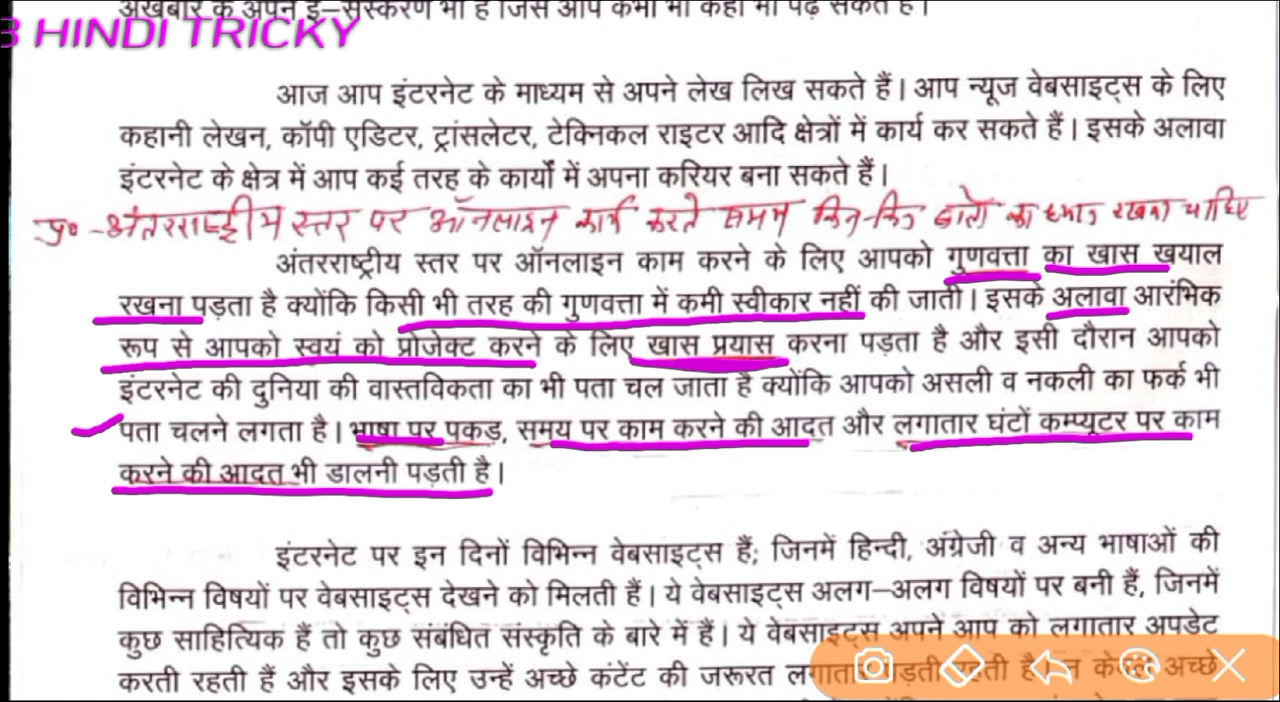 अखबार के अपने ई–संस्करण भी हैं जिसे आप कभी भी कहीं भी पढ़ सकते हैं।
3 HINDI TRICKY
आज आप इंटरनेट के माध्यम से अपने लेख लिख सकते हैं। आप न्यूज वेबसाइट्स के लिए
कहानी लेखन, कॉपी एडिटर, ट्रांसलेटर, टेक्निकल राइटर आदि क्षेत्रों में कार्य कर सकते हैं। इसके अलावा
इंटरनेट के क्षेत्र में आप कई तरह के कार्यों में अपना करियर बना सकते हैं।
प्र० - अंतरराष्ट्रीय स्तर पर ऑनलाइन कार्य करते समय किन-किन बातों का ध्यान रखना चाहिए
अंतरराष्ट्रीय स्तर पर ऑनलाइन काम करने के लिए आपको गुणवत्ता का खास खयाल
रखना पड़ता है क्योंकि किसी भी तरह की गुणवत्ता में कमी स्वीकार नहीं की जाती। इसके अलावा आरंभिक
रूप से आपको स्वयं को प्रोजेक्ट करने के लिए खास प्रयास करना पड़ता है और इसी दौरान आपको
इंटरनेट की दुनिया की वास्तविकता का भी पता चल जाता है क्योंकि आपको असली व नकली का फर्क भी
पता चलने लगता है। भाषा पर पकड़, समय पर काम करने की आदत और लगातार घंटों कम्प्यूटर पर काम
करने की आदत भी डालनी पड़ती है।
इंटरनेट पर इन दिनों विभिन्न वेबसाइट्स हैं; जिनमें हिन्दी, अंग्रेजी व अन्य भाषाओं की
विभिन्न विषयों पर वेबसाइट्स देखने को मिलती हैं। ये वेबसाइट्स अलग–अलग विषयों पर बनी हैं, जिनमें
कुछ साहित्यिक हैं तो कुछ संबंधित संस्कृति के बारे में हैं। ये वेबसाइट्स अपने आप को लगातार अपडेट
करती रहती हैं और इसके लिए उन्हें अच्छे कंटेंट की जरूरत लगातार पड़ती रहती है। न केवल अच्छे